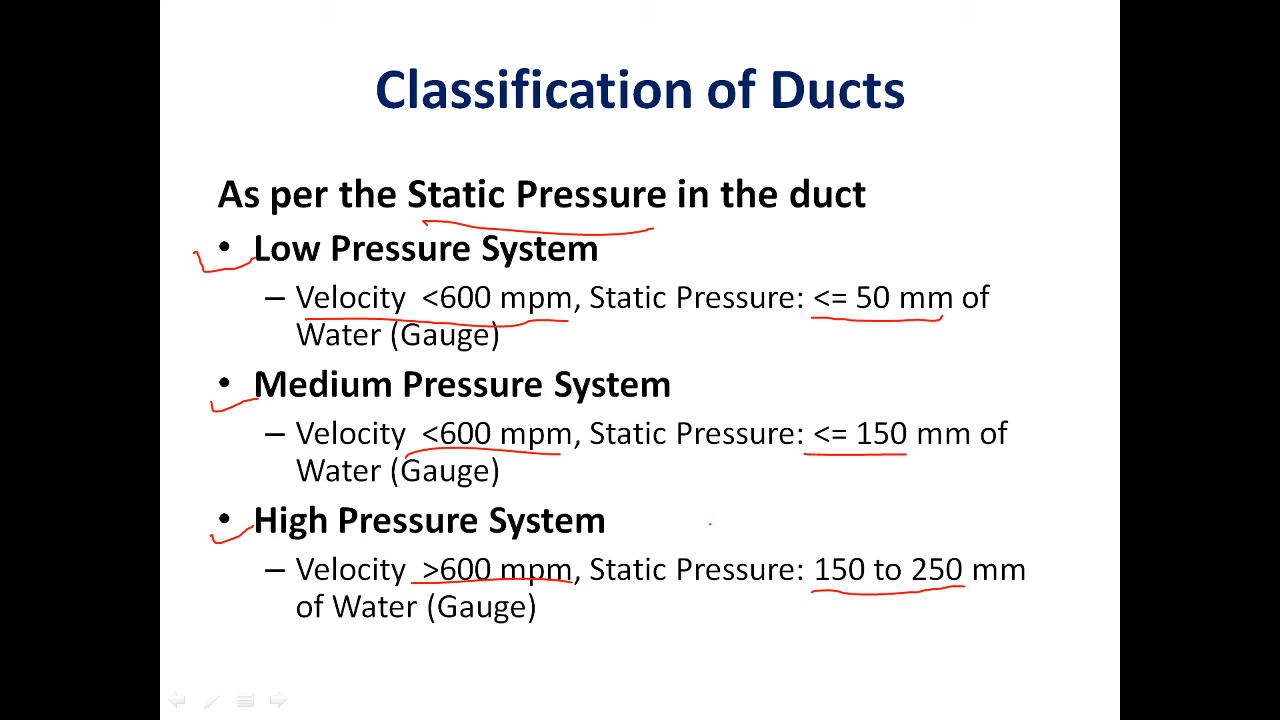 Classification of Ducts
As per the Static Pressure in the duct
• Low Pressure System
– Velocity <600 mpm, Static Pressure: <= 50 mm of
Water (Gauge)
• Medium Pressure System
– Velocity <600 mpm, Static Pressure: <= 150 mm of
Water (Gauge)
• High Pressure System
– Velocity >600 mpm, Static Pressure: 150 to 250 mm
of Water (Gauge)